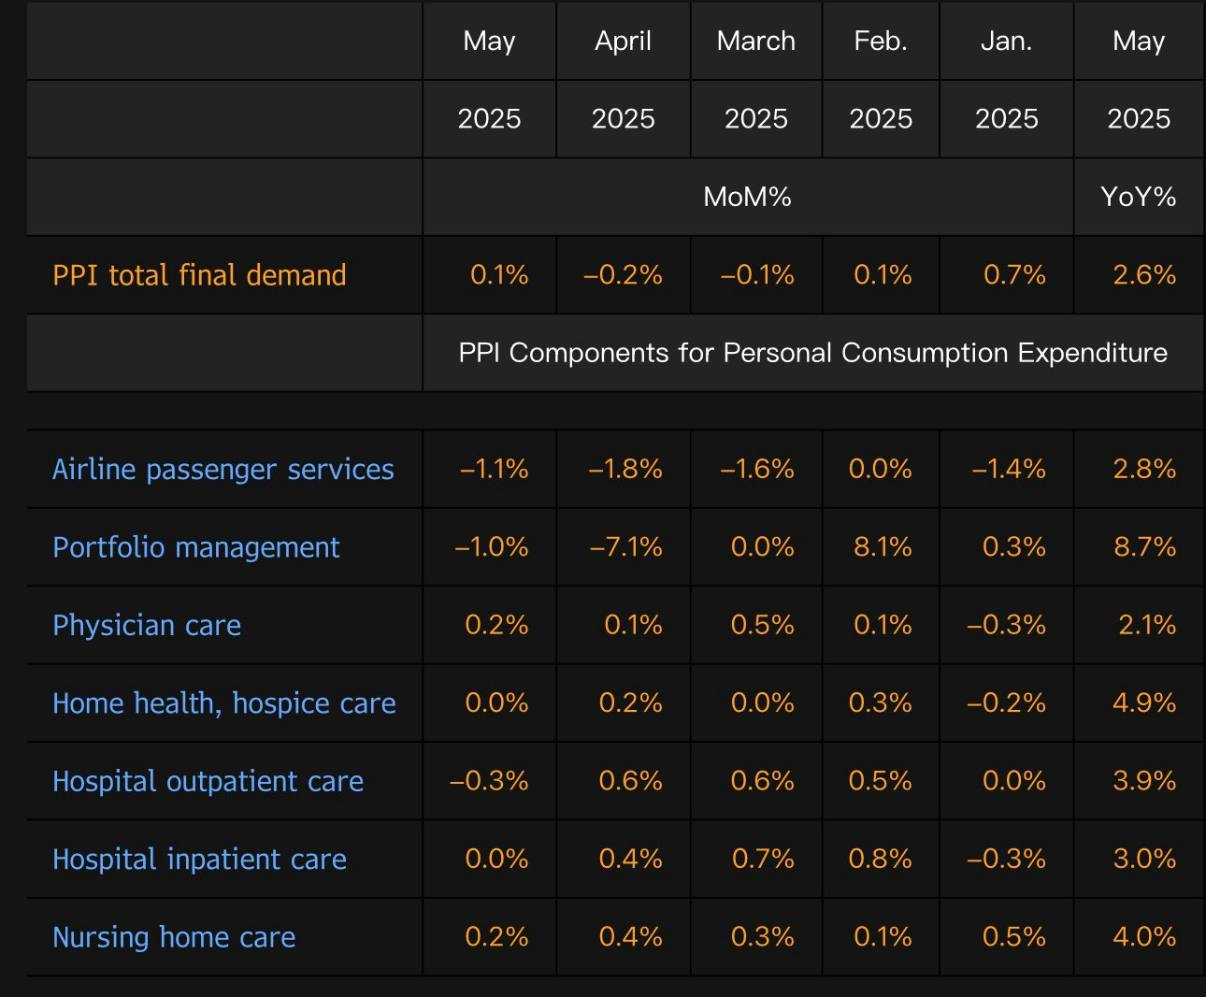 May April March Feb. Jan. May
2025 2025 2025 2025 2025 2025
MoM% YoY%
PPI total final demand 0.1% –0.2% –0.1% 0.1% 0.7% 2.6%
PPI Components for Personal Consumption Expenditure
Airline passenger services –1.1% –1.8% –1.6% 0.0% –1.4% 2.8%
Portfolio management –1.0% –7.1% 0.0% 8.1% 0.3% 8.7%
Physician care 0.2% 0.1% 0.5% 0.1% –0.3% 2.1%
Home health, hospice care 0.0% 0.2% 0.0% 0.3% –0.2% 4.9%
Hospital outpatient care –0.3% 0.6% 0.6% 0.5% 0.0% 3.9%
Hospital inpatient care 0.0% 0.4% 0.7% 0.8% –0.3% 3.0%
Nursing home care 0.2% 0.4% 0.3% 0.1% 0.5% 4.0%